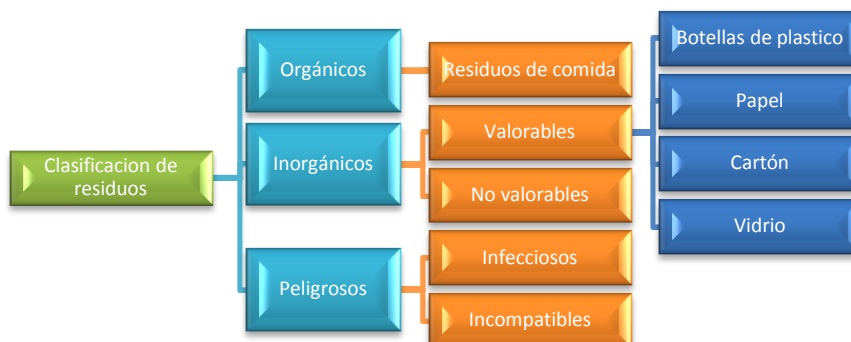 Clasificacion de
residuos
Orgánicos
Residuos de comida
Inorgánicos
Valorables
Botellas de plastico
Papel
Cartón
Vidrio
No valorables
Peligrosos
Infecciosos
Incompatibles